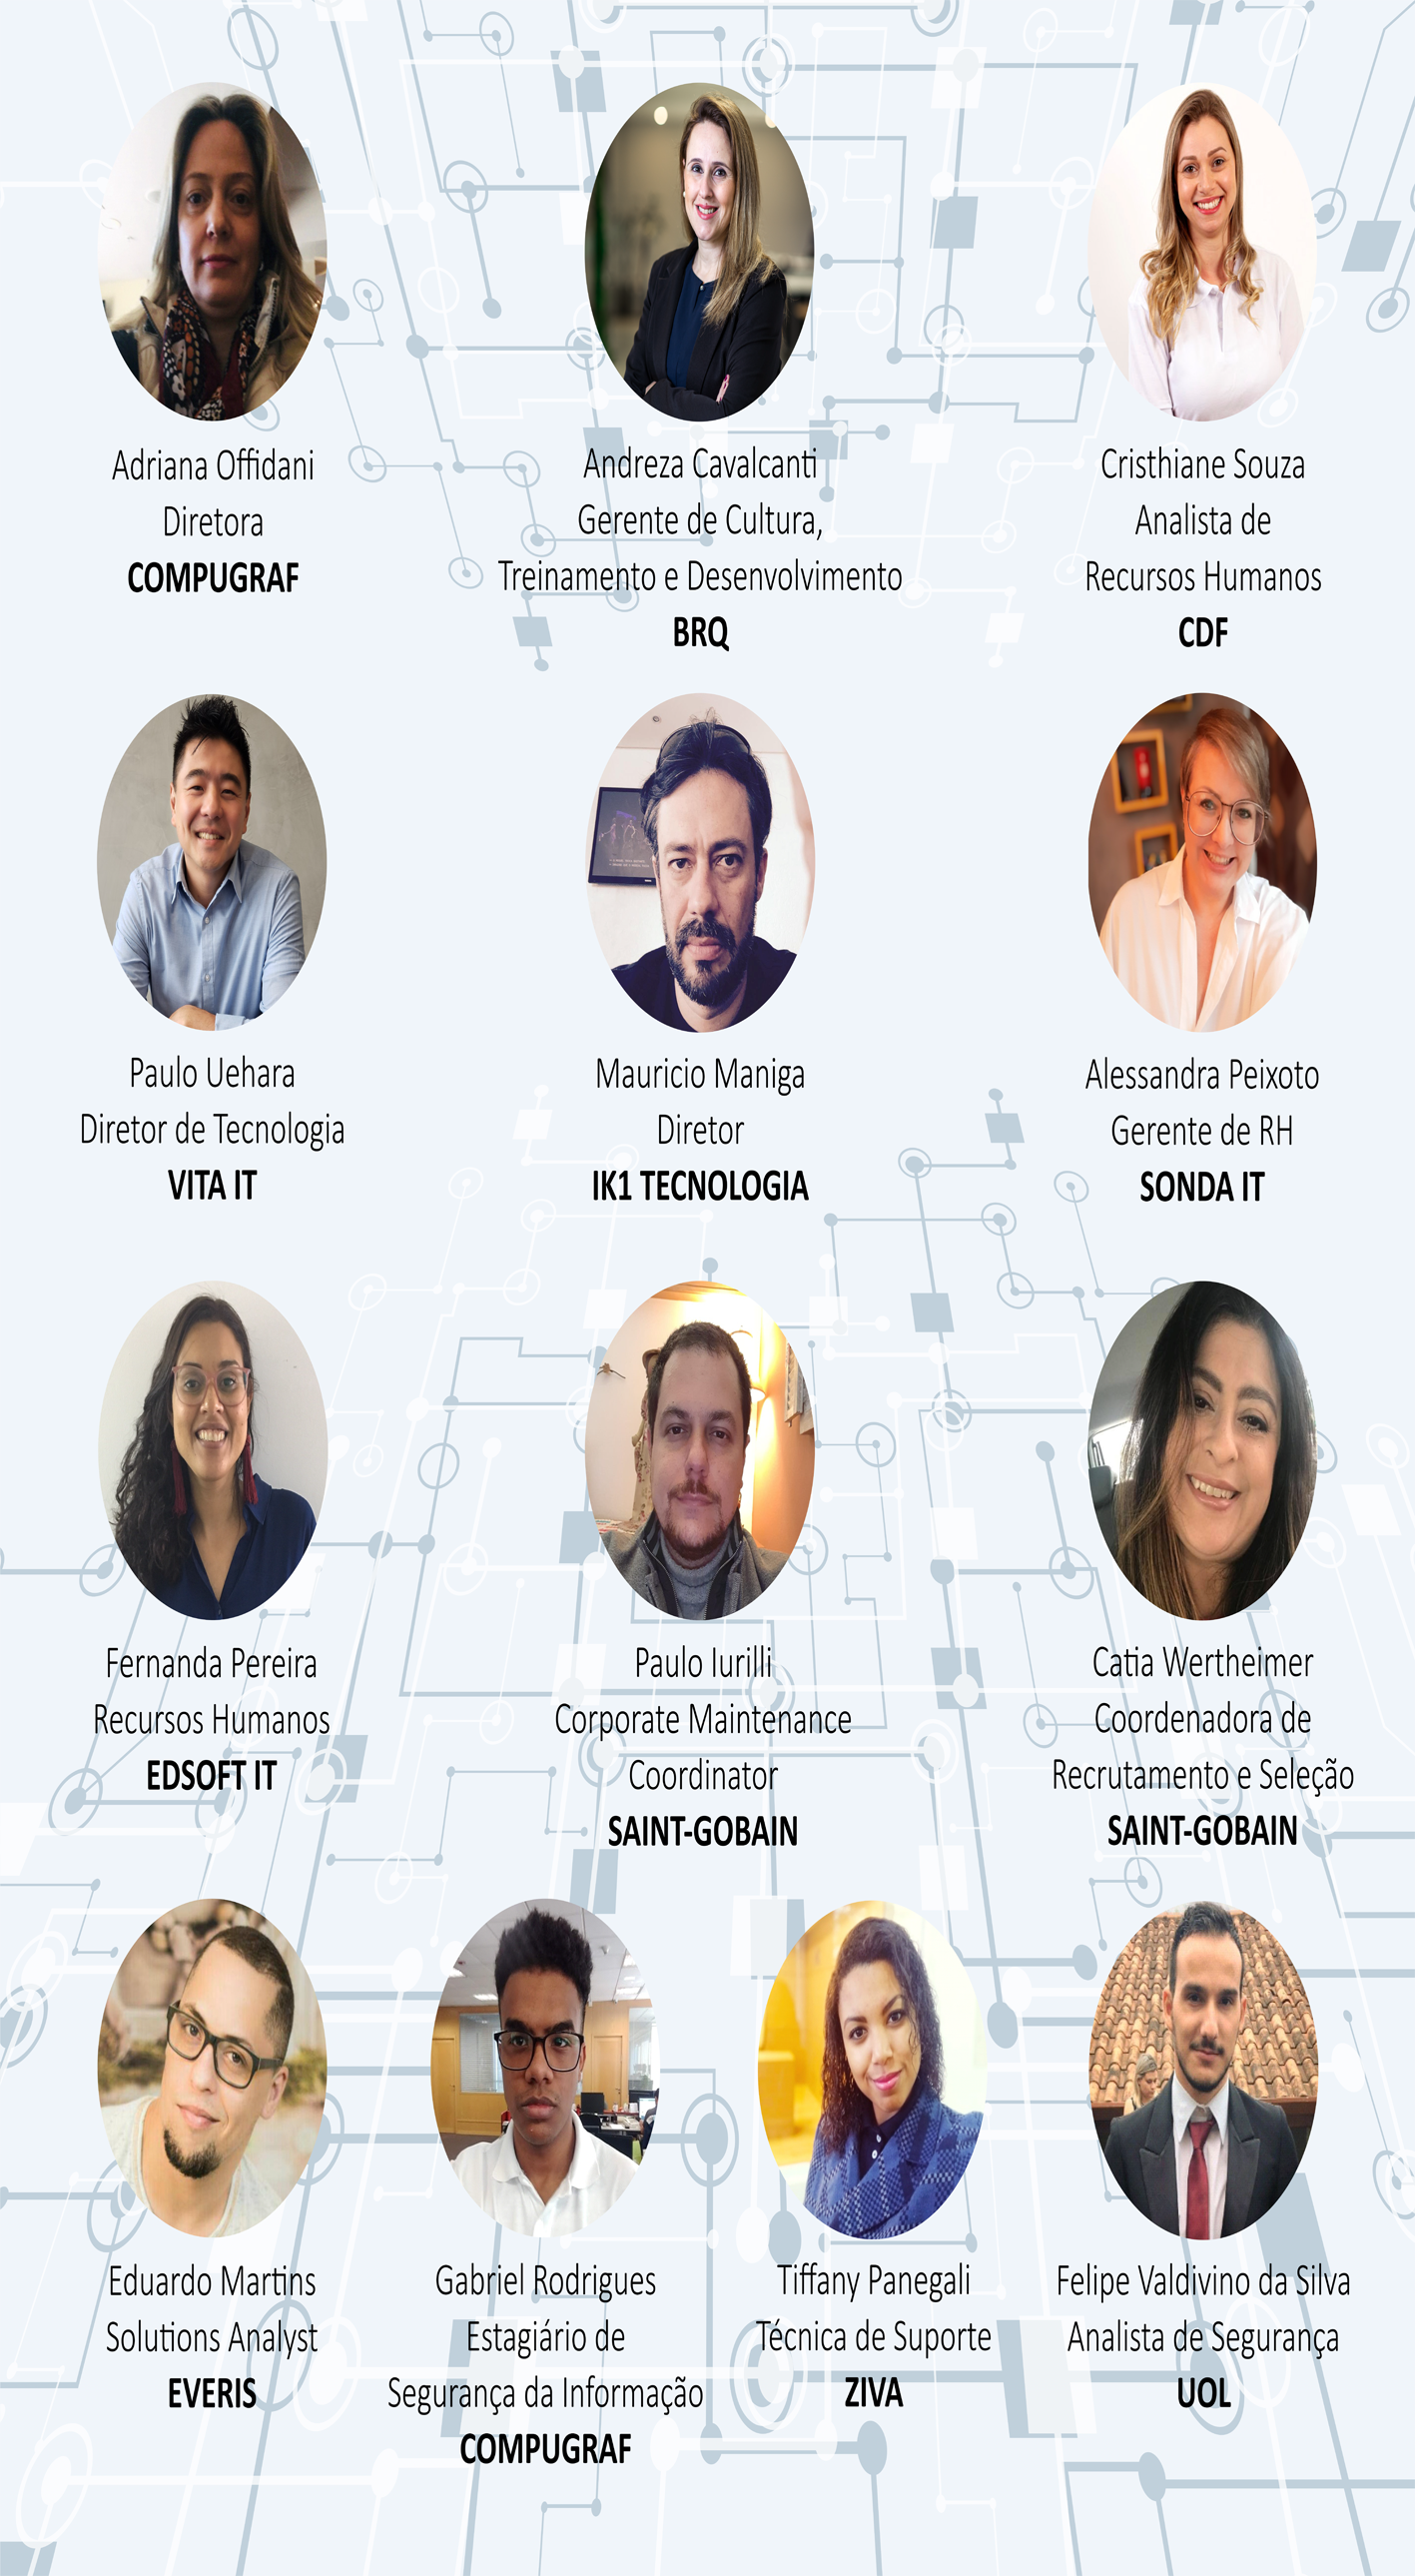 Adriana Offidani
Diretora
COMPUGRAF
Andreza Cavalcanti
Gerente de Cultura,
Treinamento e Desenvolvimento
BRQ
Cristhiane Souza
Analista de
Recursos Humanos
CDF
Paulo Uehara
Diretor de Tecnologia
VITA IT
Mauricio Maniga
Diretor
IK1 TECNOLOGIA
Alessandra Peixoto
Gerente de RH
SONDA IT
Fernanda Pereira
Recursos Humanos
EDSOFT IT
Paulo Iurilli
Corporate Maintenance
Coordinator
SAINT-GOBAIN
Catia Wertheimer
Coordenadora de
Recrutamento e Seleção
SAINT-GOBAIN
Eduardo Martins
Solutions Analyst
EVERIS
Gabriel Rodrigues
Estagiário de
Segurança da Informação
COMPUGRAF
Tiffany Panegali
Técnica de Suporte
ZIVA
Felipe Valdivino da Silva
Analista de Segurança
UOL